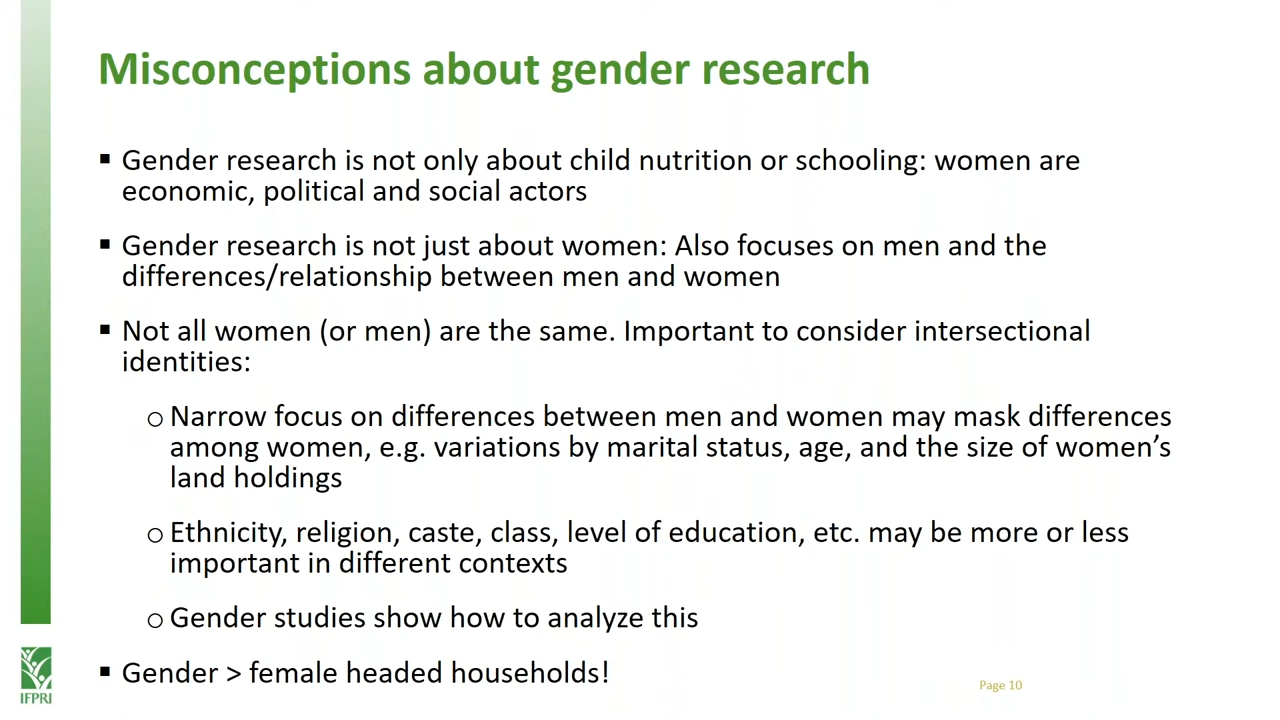 Misconceptions about gender research
▪ Gender research is not only about child nutrition or schooling: women are
economic, political and social actors
▪ Gender research is not just about women: Also focuses on men and the
differences/relationship between men and women
▪ Not all women (or men) are the same. Important to consider intersectional
identities:
o Narrow focus on differences between men and women may mask differences
among women, e.g. variations by marital status, age, and the size of women’s
land holdings
o Ethnicity, religion, caste, class, level of education, etc. may be more or less
important in different contexts
o Gender studies show how to analyze this
▪ Gender > female headed households!
Page 10
IFPRI